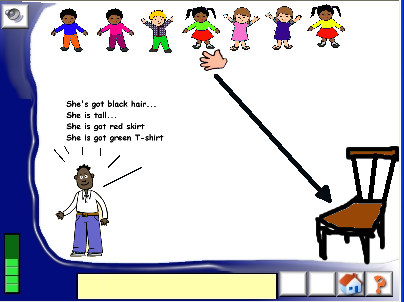 She's got black hair...
She is tall...
She is got red skirt
She is got green T-shirt